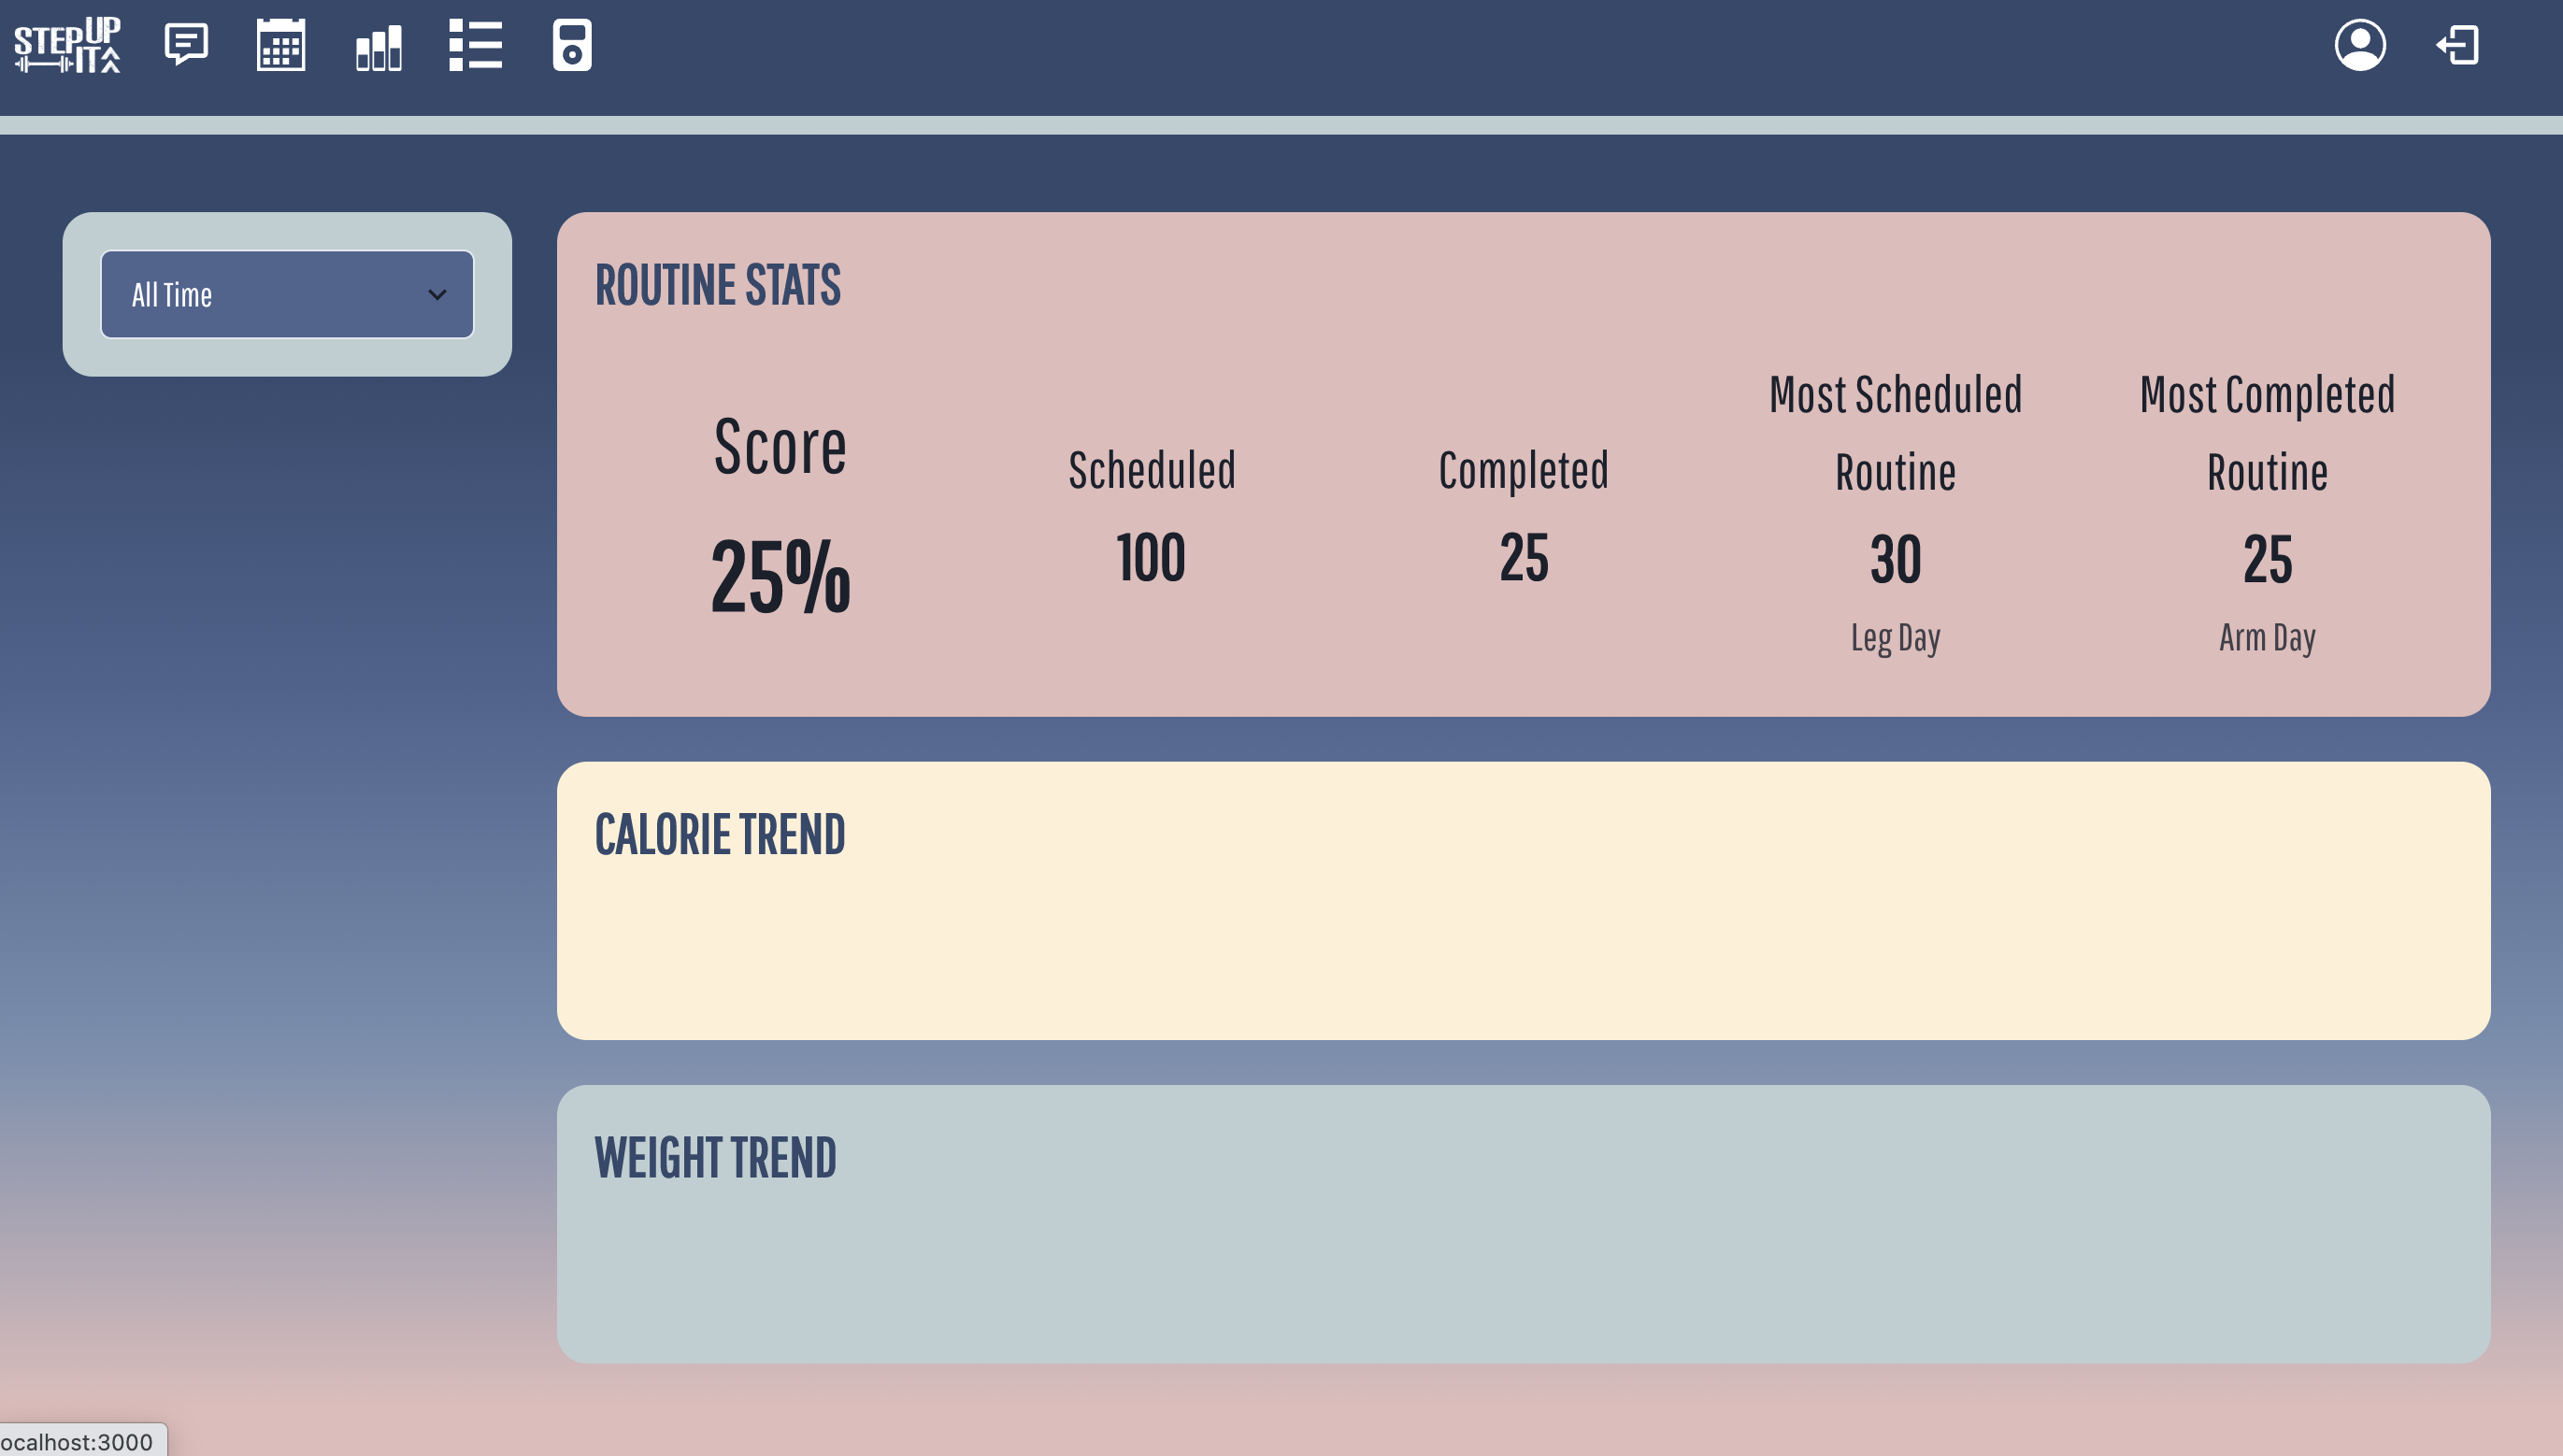 STEP UP
IT
All Time
ROUTINE STATS
Score
25%
Scheduled
100
Completed
25
Most Scheduled
Routine
30
Leg Day
Most Completed
Routine
25
Arm Day
CALORIE TREND
WEIGHT TREND
ocalhost:3000